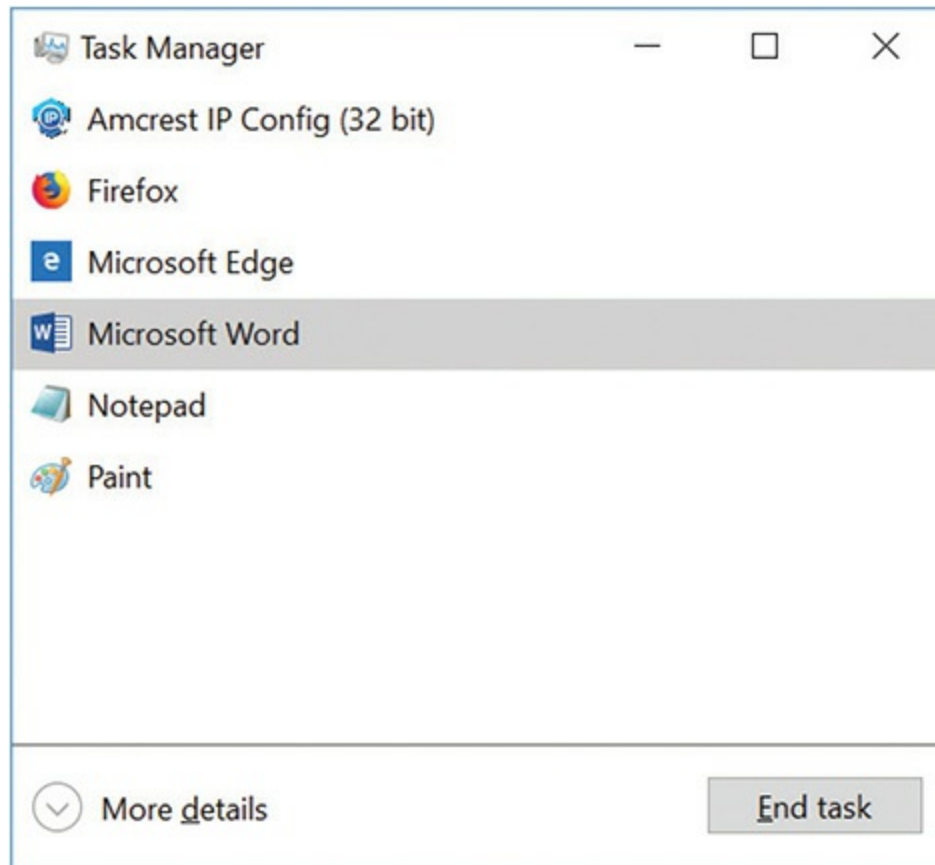 Task Manager
Amcrest IP Config (32 bit)
Firefox
Microsoft Edge
Microsoft Word
Notepad
Paint
More details
End task